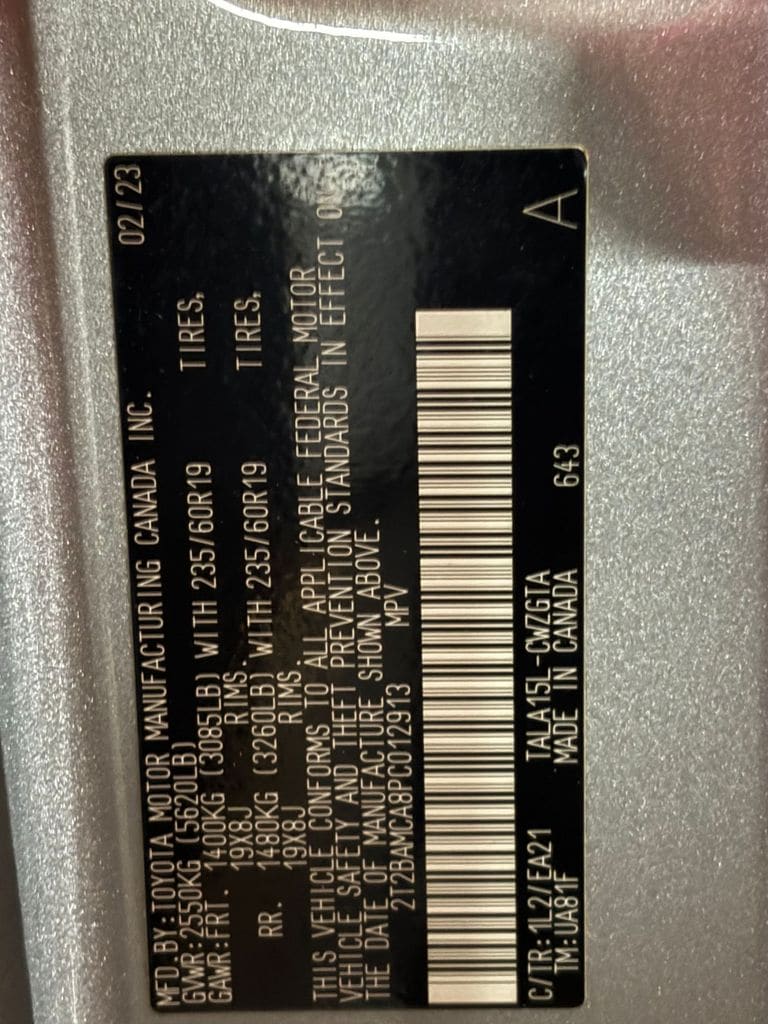 MFD.BY:TOYOTA MOTOR MANUFACTURING CANADA INC. 02/23
GVWR:2550KG (5620LB)
GAWR:FRT. 1400KG (3085LB) WITH 235/60R19 TIRES,
19X8J RIMS.
RR. 1480KG (3260LB) WITH 235/60R19 TIRES,
19X8J RIMS.
THIS VEHICLE CONFORMS TO ALL APPLICABLE FEDERAL MOTOR
VEHICLE SAFETY AND THEFT PREVENTION STANDARDS IN EFFECT ON
THE DATE OF MANUFACTURE SHOWN ABOVE.
2T2BAMCA8PC012913 MPV
C/TR:1L2/EA21 TALA15L-CWZGTA A
TM:UA81F MADE IN CANADA 643